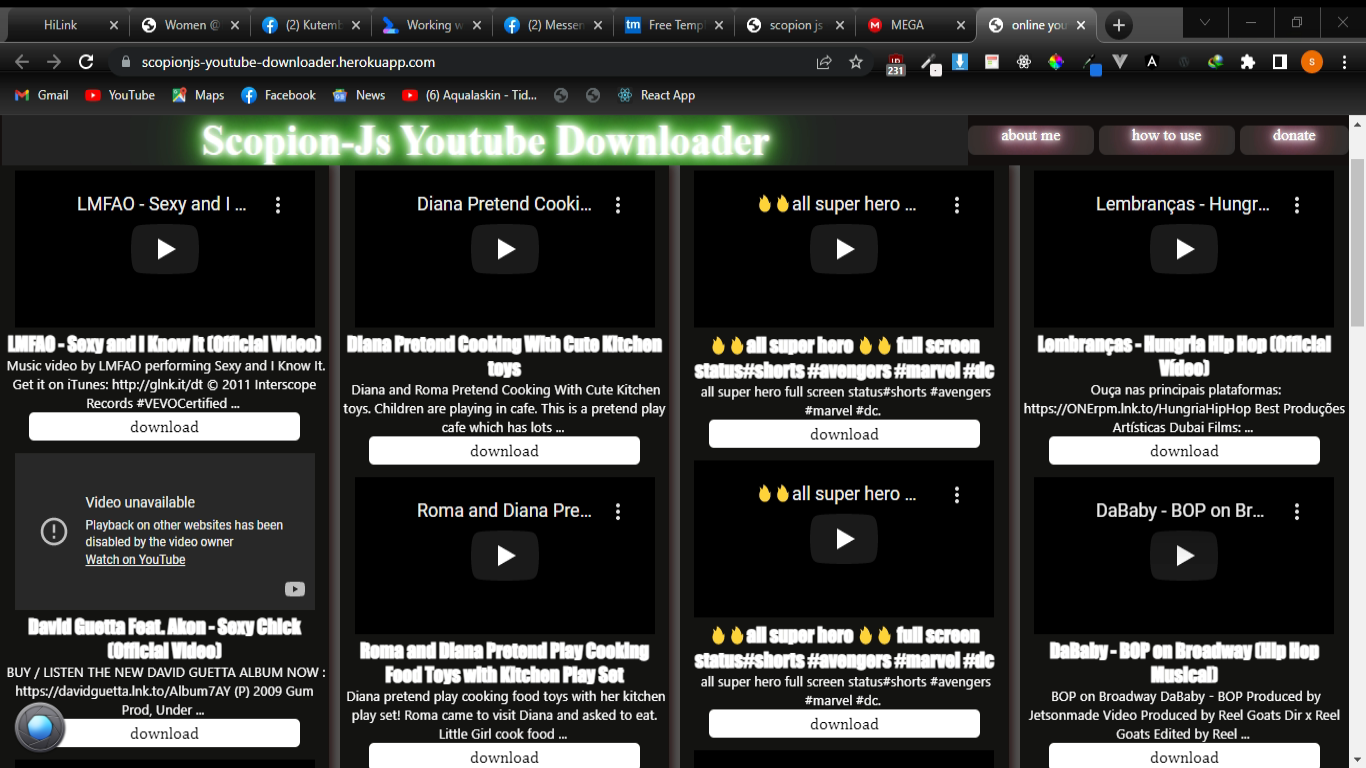 HiLink
Women @
(2) Kutemb
Working w
(2) Messen
Free Temp
scopion js
MEGA
online you
scopionjs-youtube-downloader.herokuapp.com
231
S
Gmail
YouTube
Maps
Facebook
News
(6) Aqualaskin - Tid...
React App
Scopion-Js Youtube Downloader
about me
how to use
donate
LMFAO - Sexy and I ...
LMFAO - Sexy and I Know It (Official Video)
Music video by LMFAO performing Sexy and I Know It.
Get it on iTunes: http://glnk.it/dt © 2011 Interscope
Records #VEVOCertified ...
download
Video unavailable
Playback on other websites has been
disabled by the video owner
Watch on YouTube
David Guetta Feat. Akon - Sexy Chick
(Official Video)
BUY / LISTEN THE NEW DAVID GUETTA ALBUM NOW :
https://davidguetta.lnk.to/Album7AY (P) 2009 Gum
Prod, Under ...
download
Diana Pretend Cooki...
Diana Pretend Cooking With Cute Kitchen
toys
Diana and Roma Pretend Cooking With Cute Kitchen
toys. Children are playing in cafe. This is a pretend play
cafe which has lots ...
download
Roma and Diana Pre...
Roma and Diana Pretend Play Cooking
Food Toys with Kitchen Play Set
Diana pretend play cooking food toys with her kitchen
play set! Roma came to visit Diana and asked to eat.
Little Girl cook food ...
download
🔥🔥all super hero ...
🔥🔥all super hero 🔥🔥 full screen
status#shorts #avengers #marvel #dc
all super hero full screen status#shorts #avengers
#marvel #dc.
download
🔥🔥all super hero ...
🔥🔥all super hero 🔥🔥 full screen
status#shorts #avengers #marvel #dc
all super hero full screen status#shorts #avengers
#marvel #dc.
download
Lembranças - Hungr...
Lembranças - Hungria Hip Hop (Official
Vídeo)
Ouça nas principais plataformas:
https://ONErpm.lnk.to/HungriaHipHop Best Produções
Artísticas Dubai Films: ...
download
DaBaby - BOP on Br...
DaBaby - BOP on Broadway (Hip Hop
Musical)
BOP on Broadway DaBaby - BOP Produced by
Jetsonmade Video Produced by Reel Goats Dir x Reel
Goats Edited by Reel ...
download